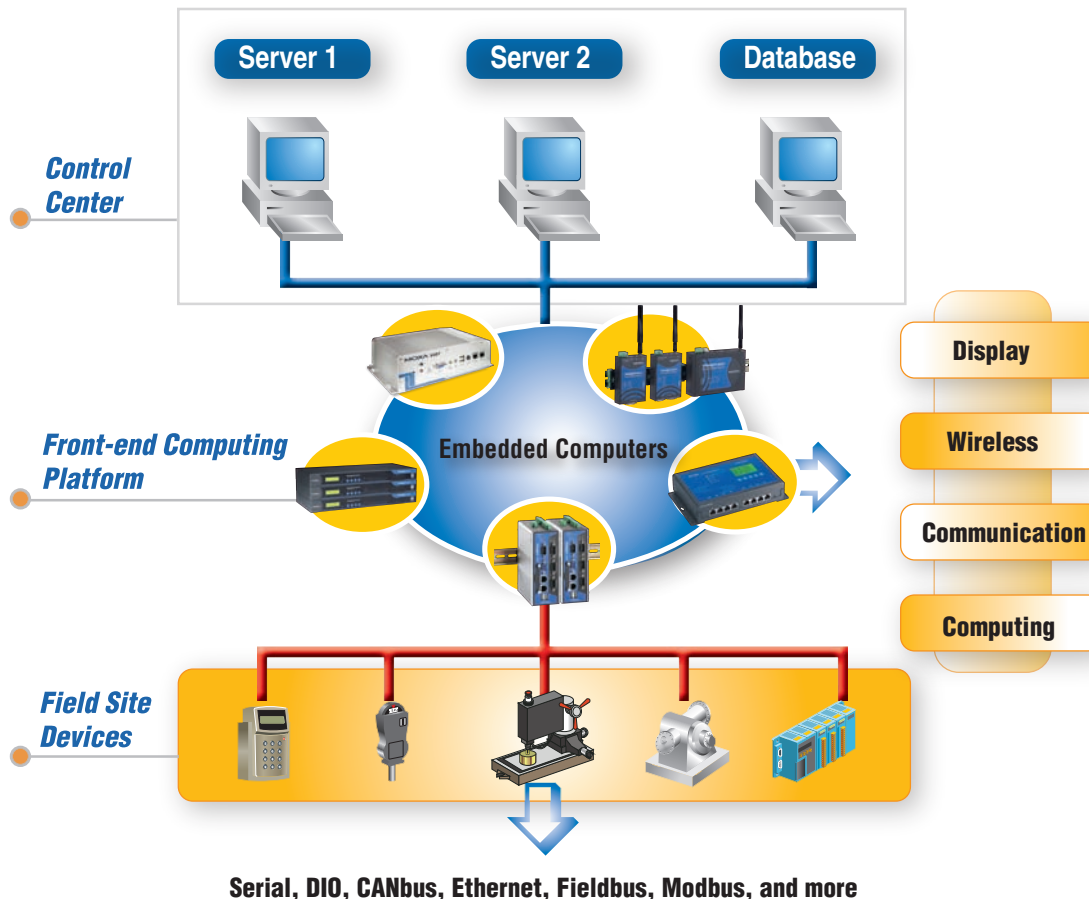 Server 1
Server 2
Database
Control
Center
MOXA
Front-end Computing
Platform
Embedded Computers
Display
Wireless
Communication
Computing
Field Site
Devices
Serial, DIO, CANbus, Ethernet, Fieldbus, Modbus, and more